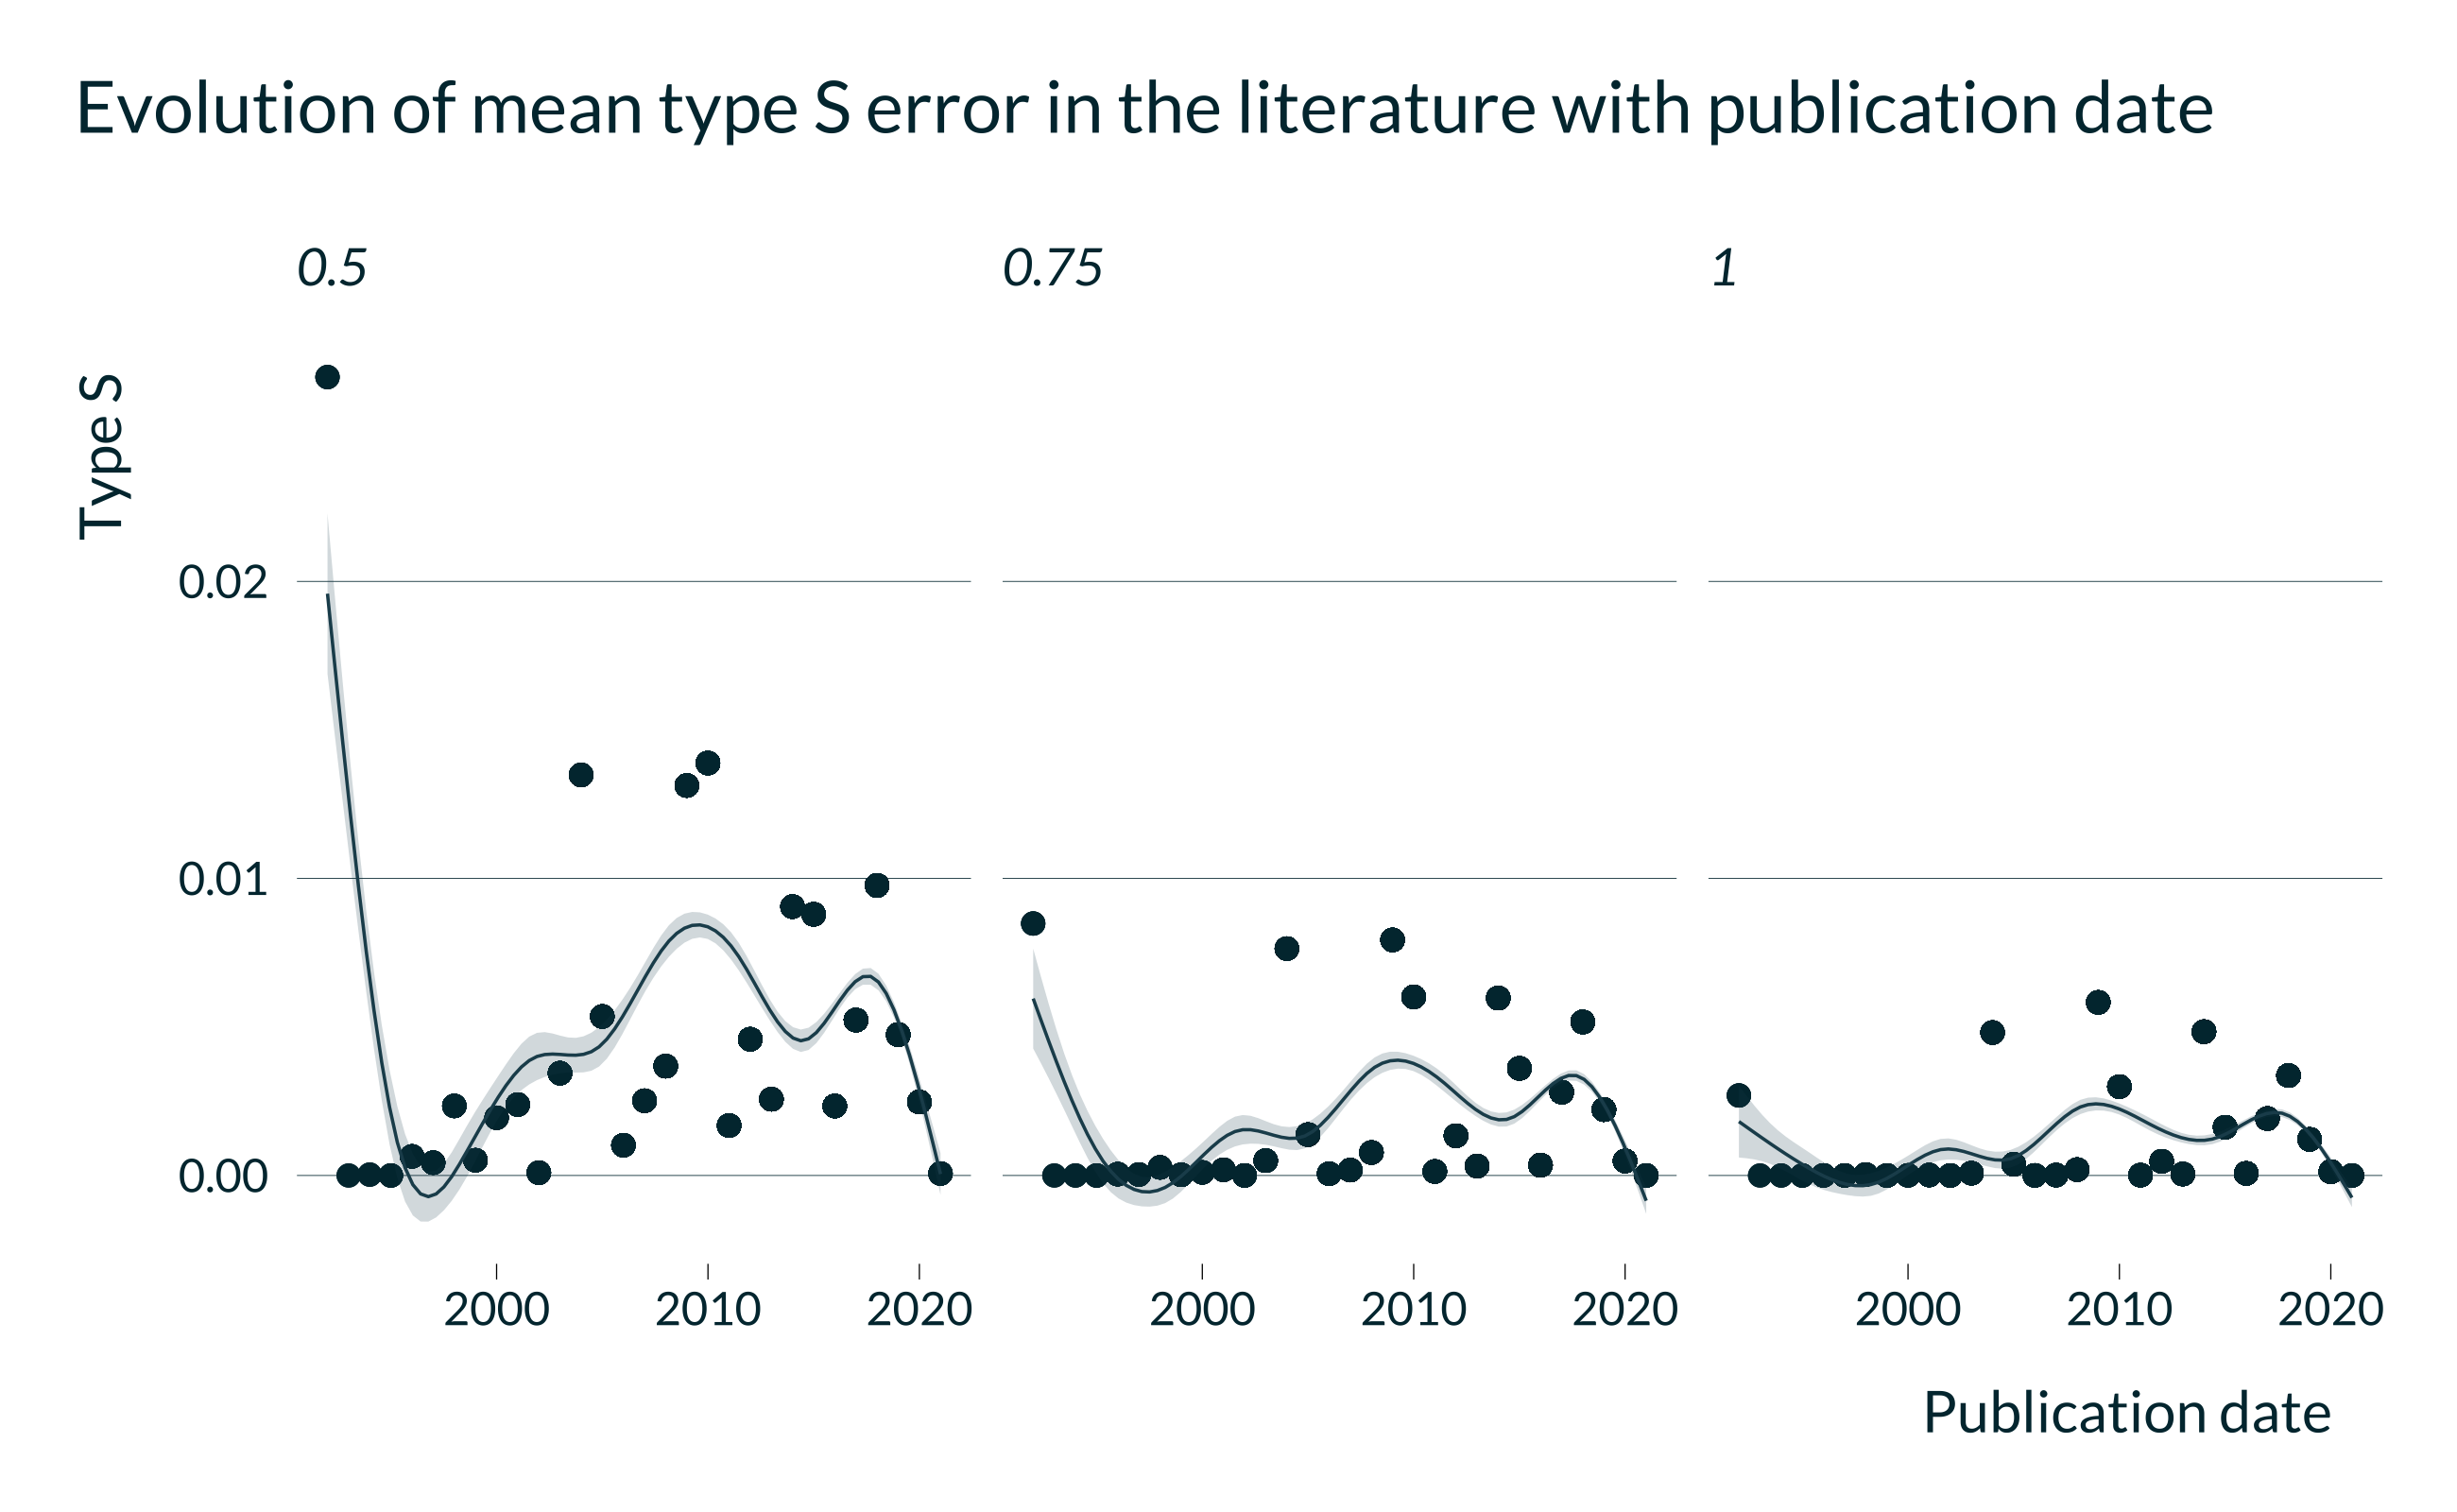 Evolution of mean type S error in the literature with publication date
0.5
0.75
1
Type S
0.02
0.01
0.00
2000 2010 2020 2000 2010 2020 2000 2010 2020
Publication date